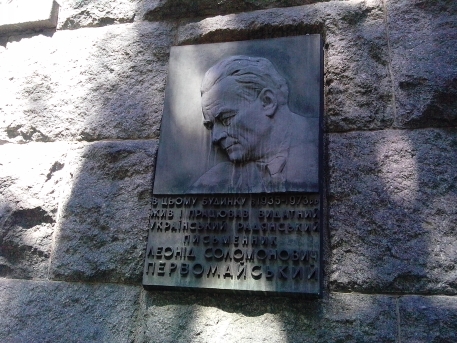 В ЦЬОМУ БУДИНКУ
ЖИВ І ПРАЦЮВАВ ВИДАТНИЙ
УКРАЇНСЬКИЙ РАДЯНСЬКИЙ
ПИСЬМЕННИК
ЛЕОНІД СОЛОМОНОВИЧ
ПЕРВОМАЙСЬКИЙ